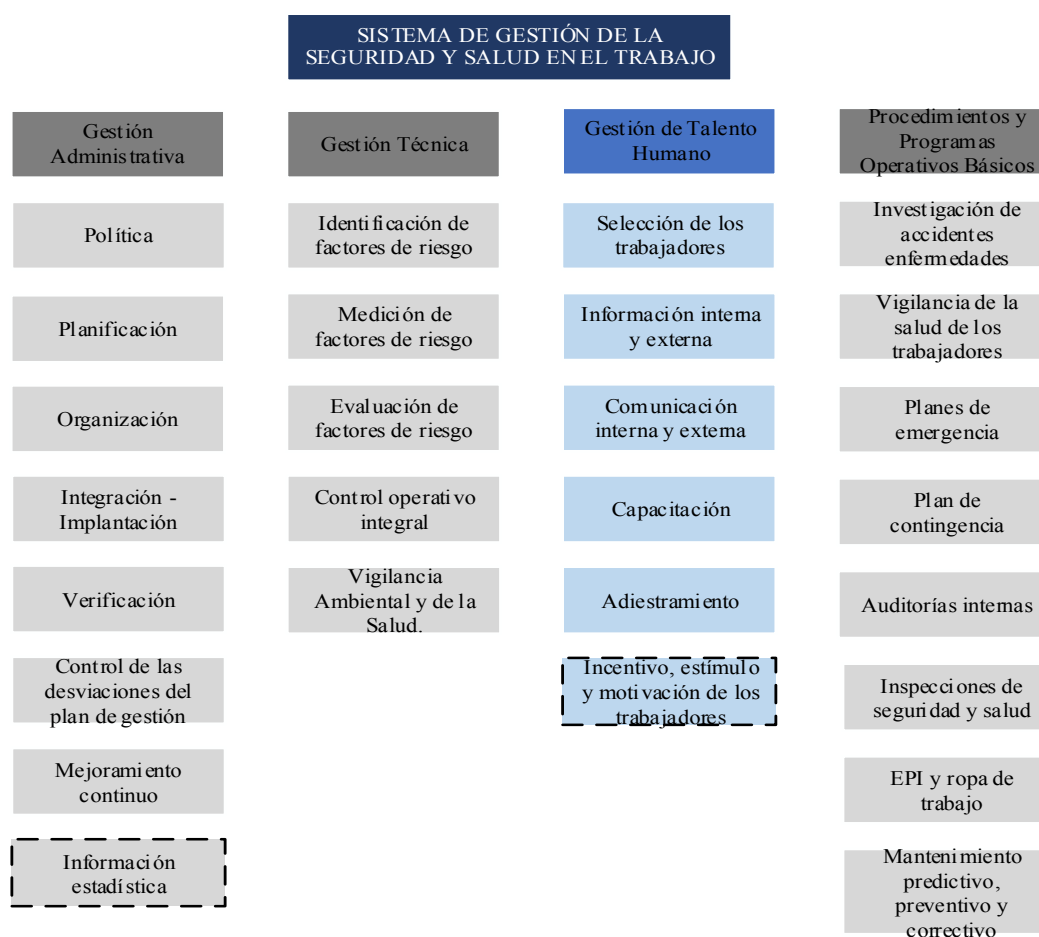 SISTEMA DE GESTIÓN DE LA
SEGURIDAD Y SALUD EN EL TRABAJO
Gestión
Administrativa
Política
Planificación
Organización
Integración -
Implantación
Verificación
Control de las
desviaciones del
plan de gestión
Mejoramiento
continuo
Información
estadística
Gestión Técnica
Identificación de
factores de riesgo
Medición de
factores de riesgo
Evaluación de
factores de riesgo
Control operativo
integral
Vigilancia
Ambiental y de la
Salud.
Gestión de Talento
Humano
Selección de los
trabajadores
Información interna
y externa
Comunicación
interna y externa
Capacitación
Adiestramiento
Incentivo, estímulo
y motivación de los
trabajadores
Procedimientos y
Programas
Operativos Básicos
Investigación de
accidentes
enfermedades
Vigilancia de la
salud de los
trabajadores
Planes de
emergencia
Plan de
contingencia
Auditorías internas
Inspecciones de
seguridad y salud
EPI y ropa de
trabajo
Mantenimiento
predictivo,
preventivo y
correctivo